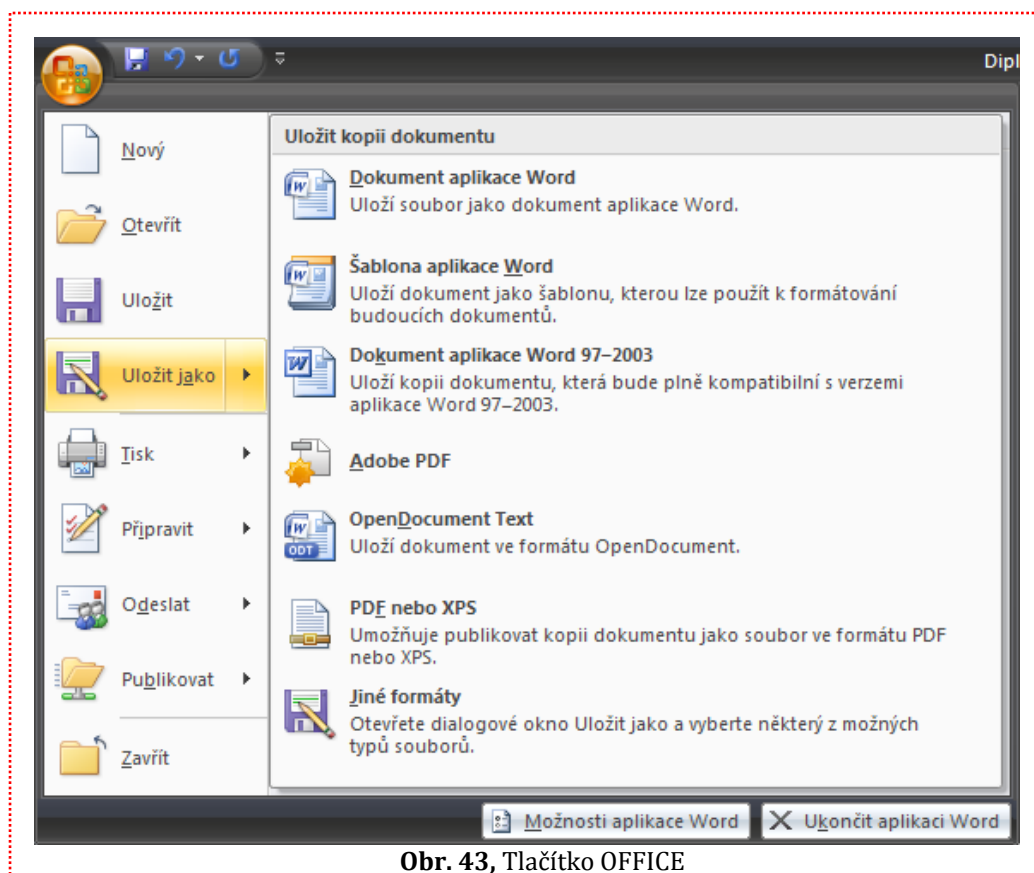 Dipl
Nový
Otevřít
Uložit
Uložit jako
Tisk
Připravit
Odeslat
Publikovat
Zavřít
Uložit kopii dokumentu
Dokument aplikace Word
Uloží soubor jako dokument aplikace Word.
Šablona aplikace Word
Uloží dokument jako šablonu, kterou lze použít k formátování
budoucích dokumentů.
Dokument aplikace Word 97–2003
Uloží kopii dokumentu, která bude plně kompatibilní s verzemi
aplikace Word 97–2003.
Adobe PDF
OpenDocument Text
ODT
Uloží dokument ve formátu OpenDocument.
PDF nebo XPS
Umožňuje publikovat kopii dokumentu jako soubor ve formátu PDF
nebo XPS.
Jiné formáty
Otevřete dialogové okno Uložit jako a vyberte některý z možných
typů souborů.
Možnosti aplikace Word
Ukončit aplikaci Word
Obr. 43, Tlačítko OFFICE